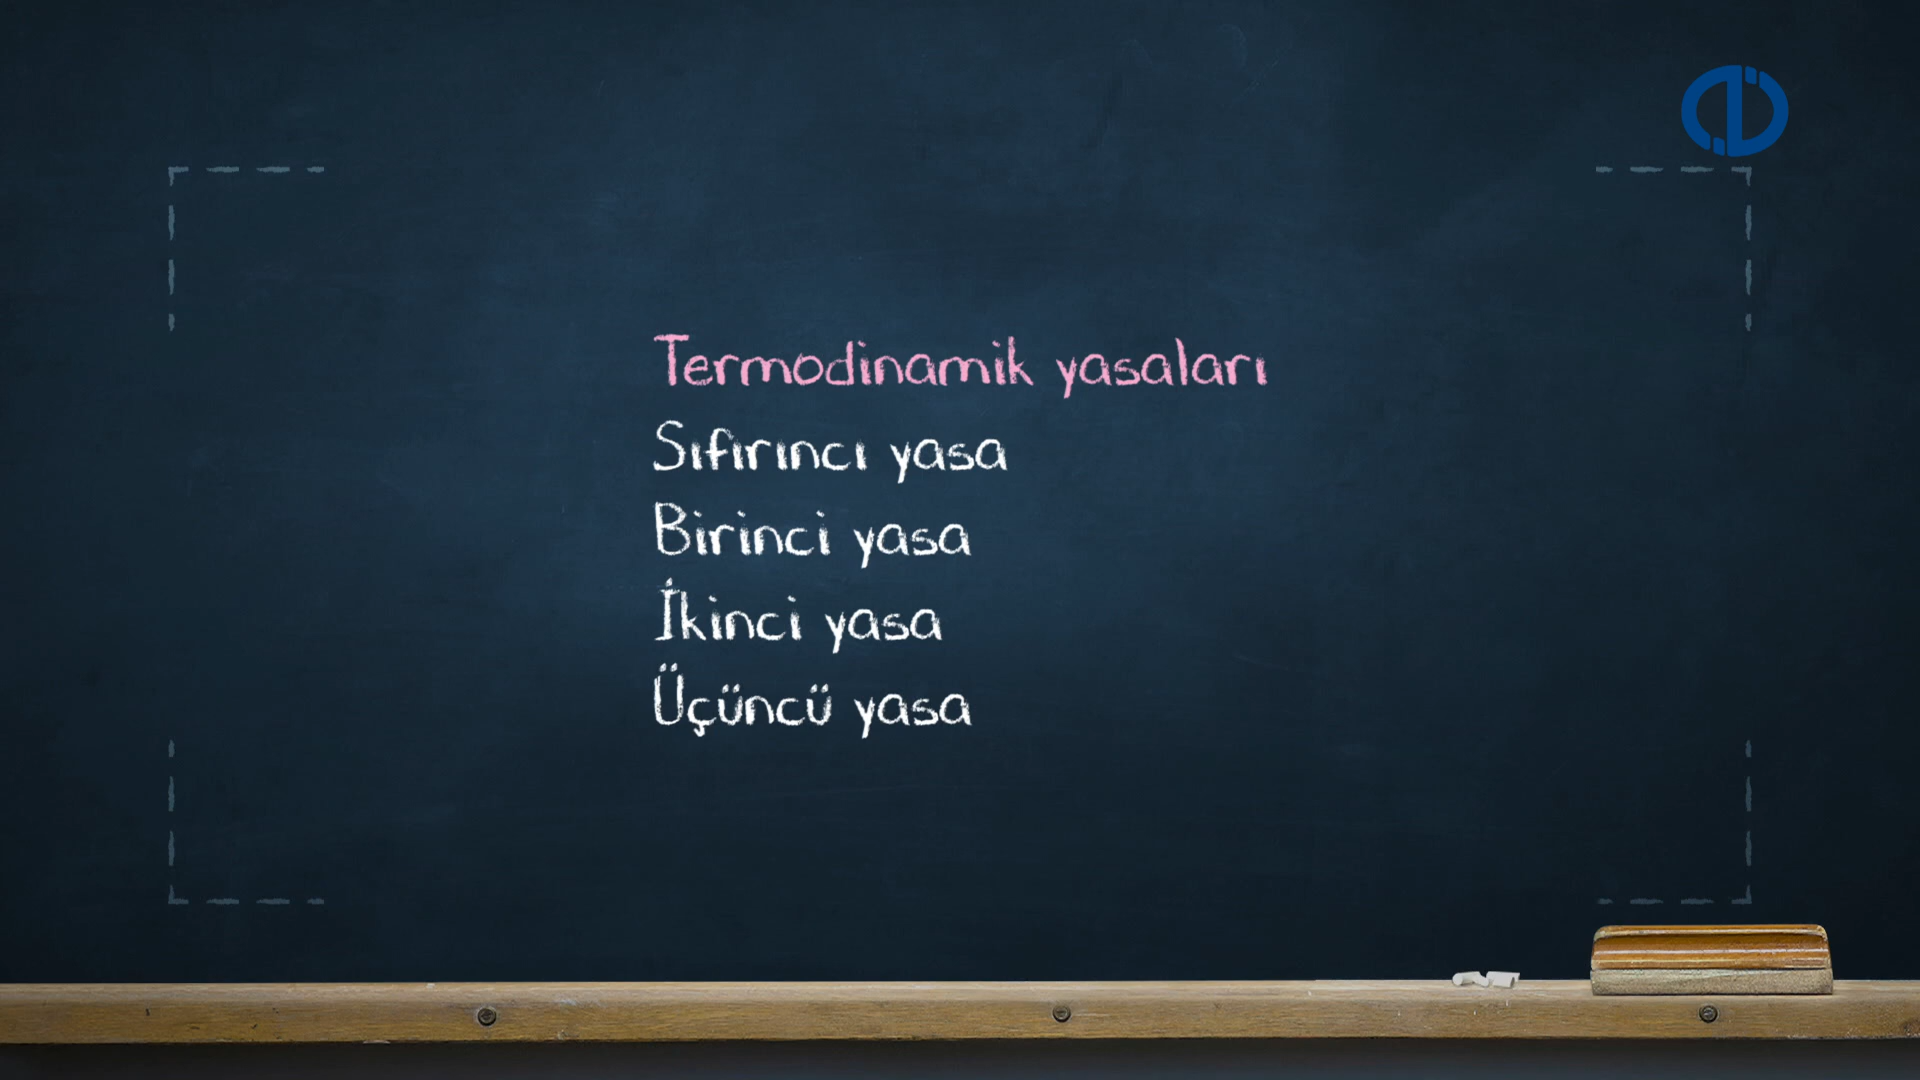 Termodinamik yasaları
Sıfırıncı yasa
Birinci yasa
İkinci yasa
Üçüncü yasa